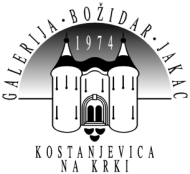 GALERIJA • BOŽIDAR • JAKAC
1974
KOSTANJEVICA
NA KRKI